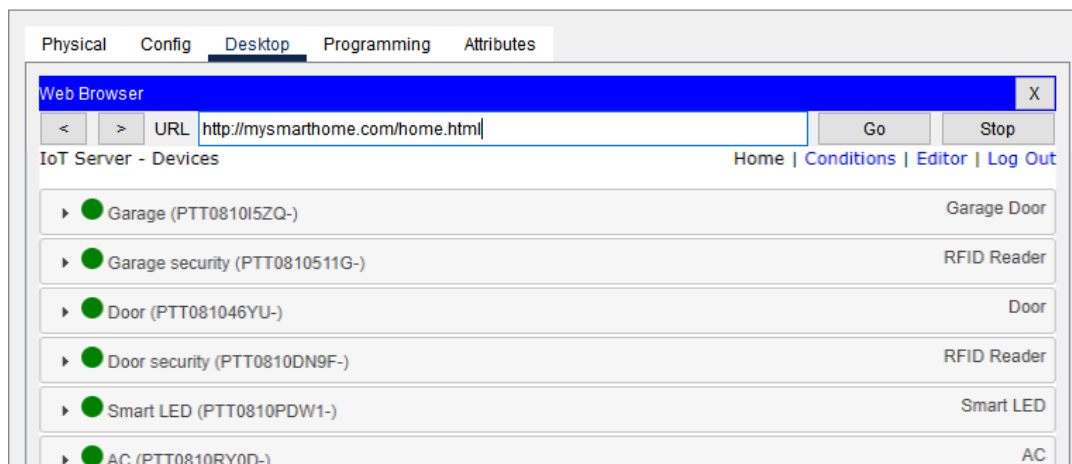 Physical Config Desktop Programming Attributes
Web Browser X
< > URL http://mysmarthome.com/home.html Go Stop
IoT Server - Devices Home | Conditions | Editor | Log Out
Garage (PTT0810I5ZQ-) Garage Door
Garage security (PTT0810511G-) RFID Reader
Door (PTT081046YU-) Door
Door security (PTT0810DN9F-) RFID Reader
Smart LED (PTT0810PDW1-) Smart LED
AC (PTT0810RY0D-) AC